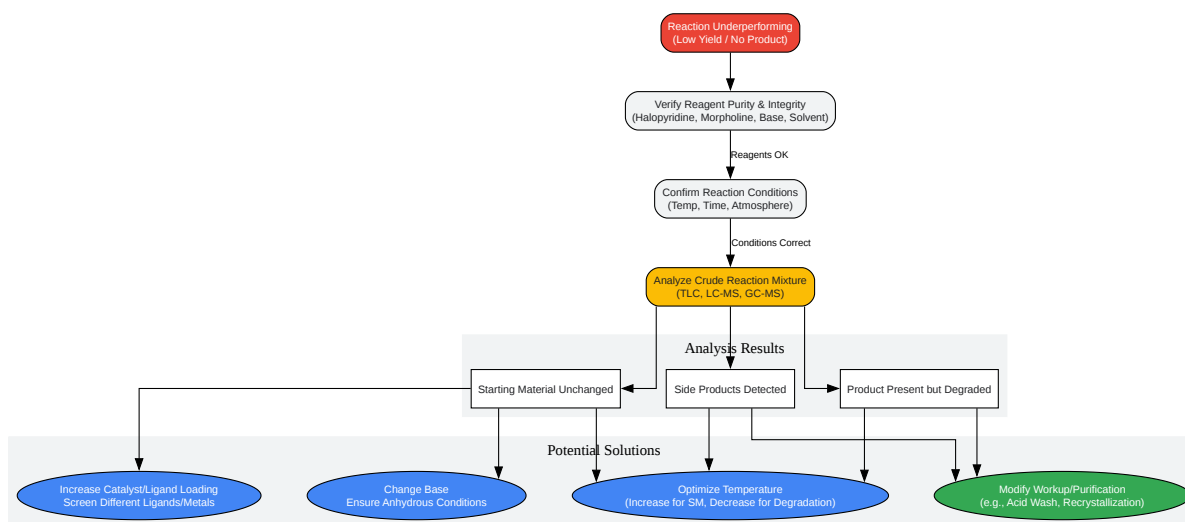 Reaction Underperforming
(Low Yield / No Product)
Verify Reagent Purity & Integrity
(Halopyridine, Morpholine, Base, Solvent)
Reagents OK
Confirm Reaction Conditions
(Temp, Time, Atmosphere)
Conditions Correct
Analyze Crude Reaction Mixture
(TLC, LC-MS, GC-MS)
Analysis Results
Starting Material Unchanged
Side Products Detected
Product Present but Degraded
Potential Solutions
Increase Catalyst/Ligand Loading
Screen Different Ligands/Metals
Change Base
Ensure Anhydrous Conditions
Optimize Temperature
(Increase for SM, Decrease for Degradation)
Modify Workup/Purification
(e.g., Acid Wash, Recrystallization)